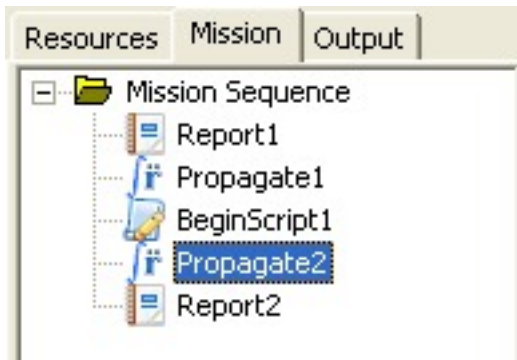 Resources Mission Output
Mission Sequence
Report1
Propagate1
BeginScript1
Propagate2
Report2